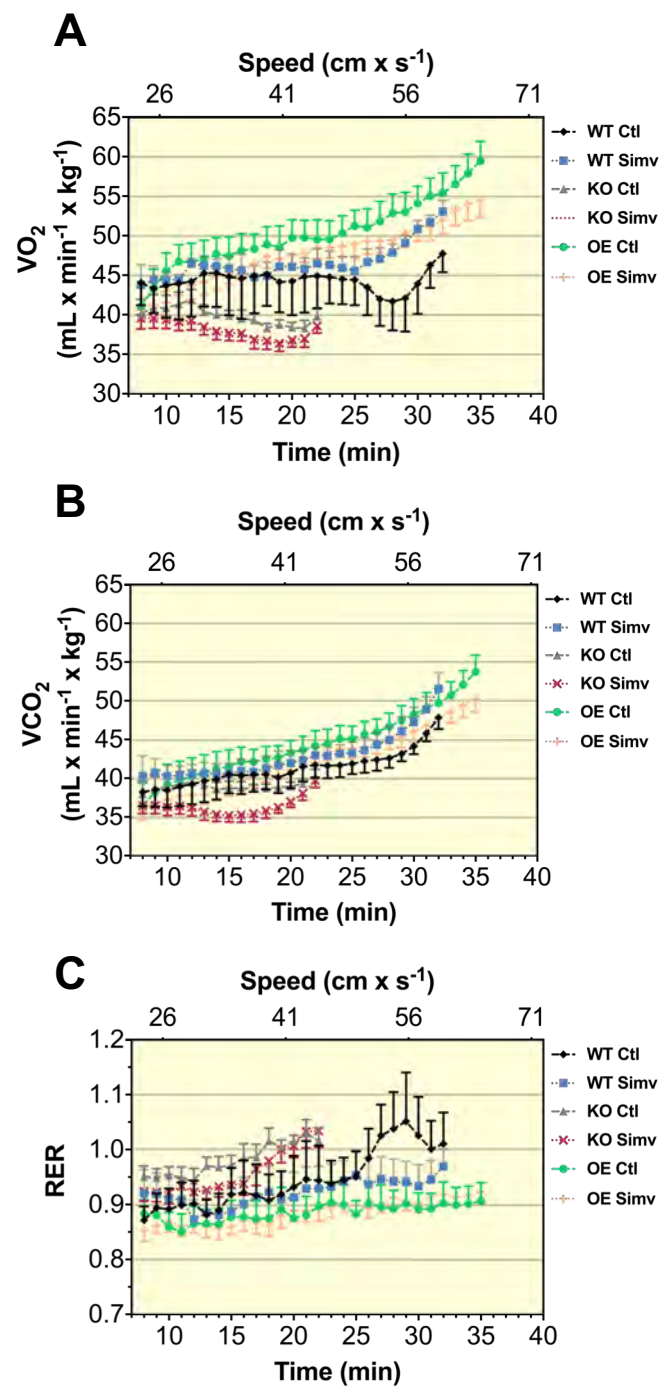 A
Speed (cm x s-1)
26 41 56 71
65
60
55
50
45
40
35
30
VO2
(mL x min-1 x kg-1)
10 15 20 25 30 35 40
Time (min)
WT Ctl
WT Simv
KO Ctl
KO Simv
OE Ctl
OE Simv
B
Speed (cm x s-1)
26 41 56 71
65
60
55
50
45
40
35
30
VCO2
(mL x min-1 x kg-1)
10 15 20 25 30 35 40
Time (min)
WT Ctl
WT Simv
KO Ctl
KO Simv
OE Ctl
OE Simv
C
Speed (cm x s-1)
26 41 56 71
1.2
1.1
1.0
0.9
0.8
0.7
RER
10 15 20 25 30 35 40
Time (min)
WT Ctl
WT Simv
KO Ctl
KO Simv
OE Ctl
OE Simv